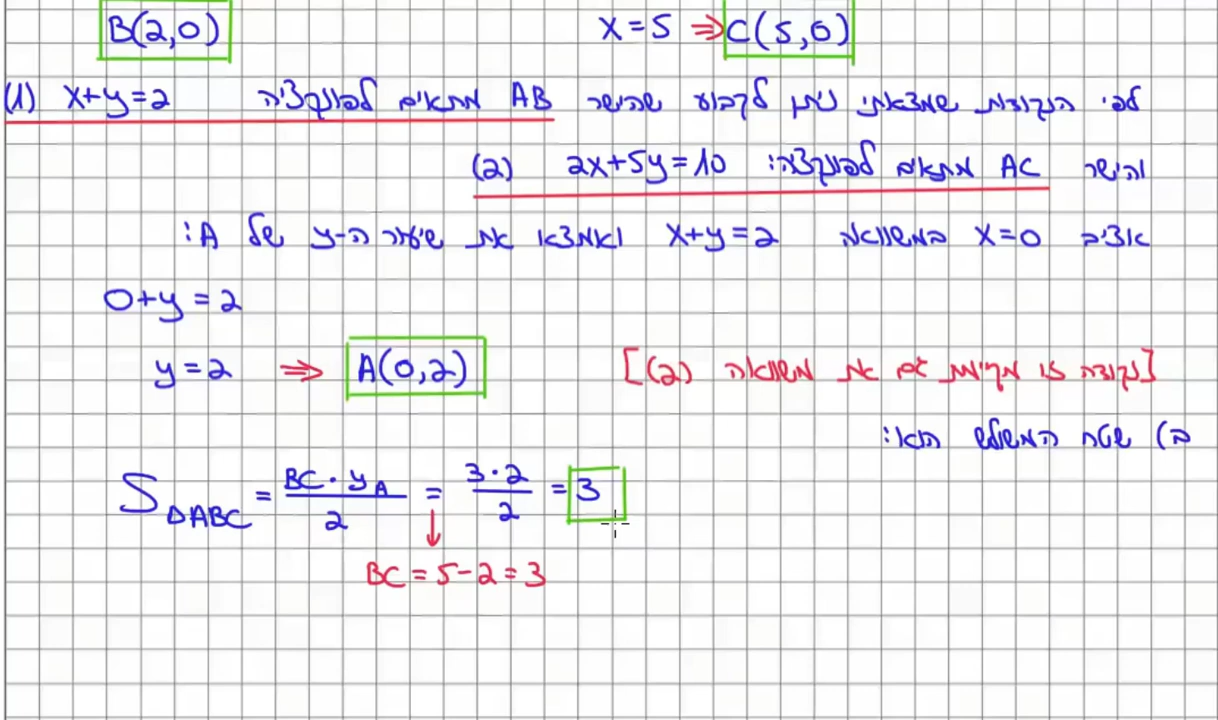 B(2,0) x=5 ⇒ C(5,0)
לפי הנקודות שמצאתי ניתן לקבוע שהישר AB מתאים לפונקציה x+y=2 (1)
והישר AC מתאים לפונקציה: 2x+5y=10 (2)
אציב x=0 במשוואה x+y=2 ואמצא את שיעור ה-y של A:
0+y=2
y=2 ⇒ A(0,2) [נקודה זו מקיימת גם את משוואה (2)]
ב) שטח המשולש הוא:
S ΔABC = BC · yA / 2 = 3 · 2 / 2 = 3
↓
BC = 5-2 = 3